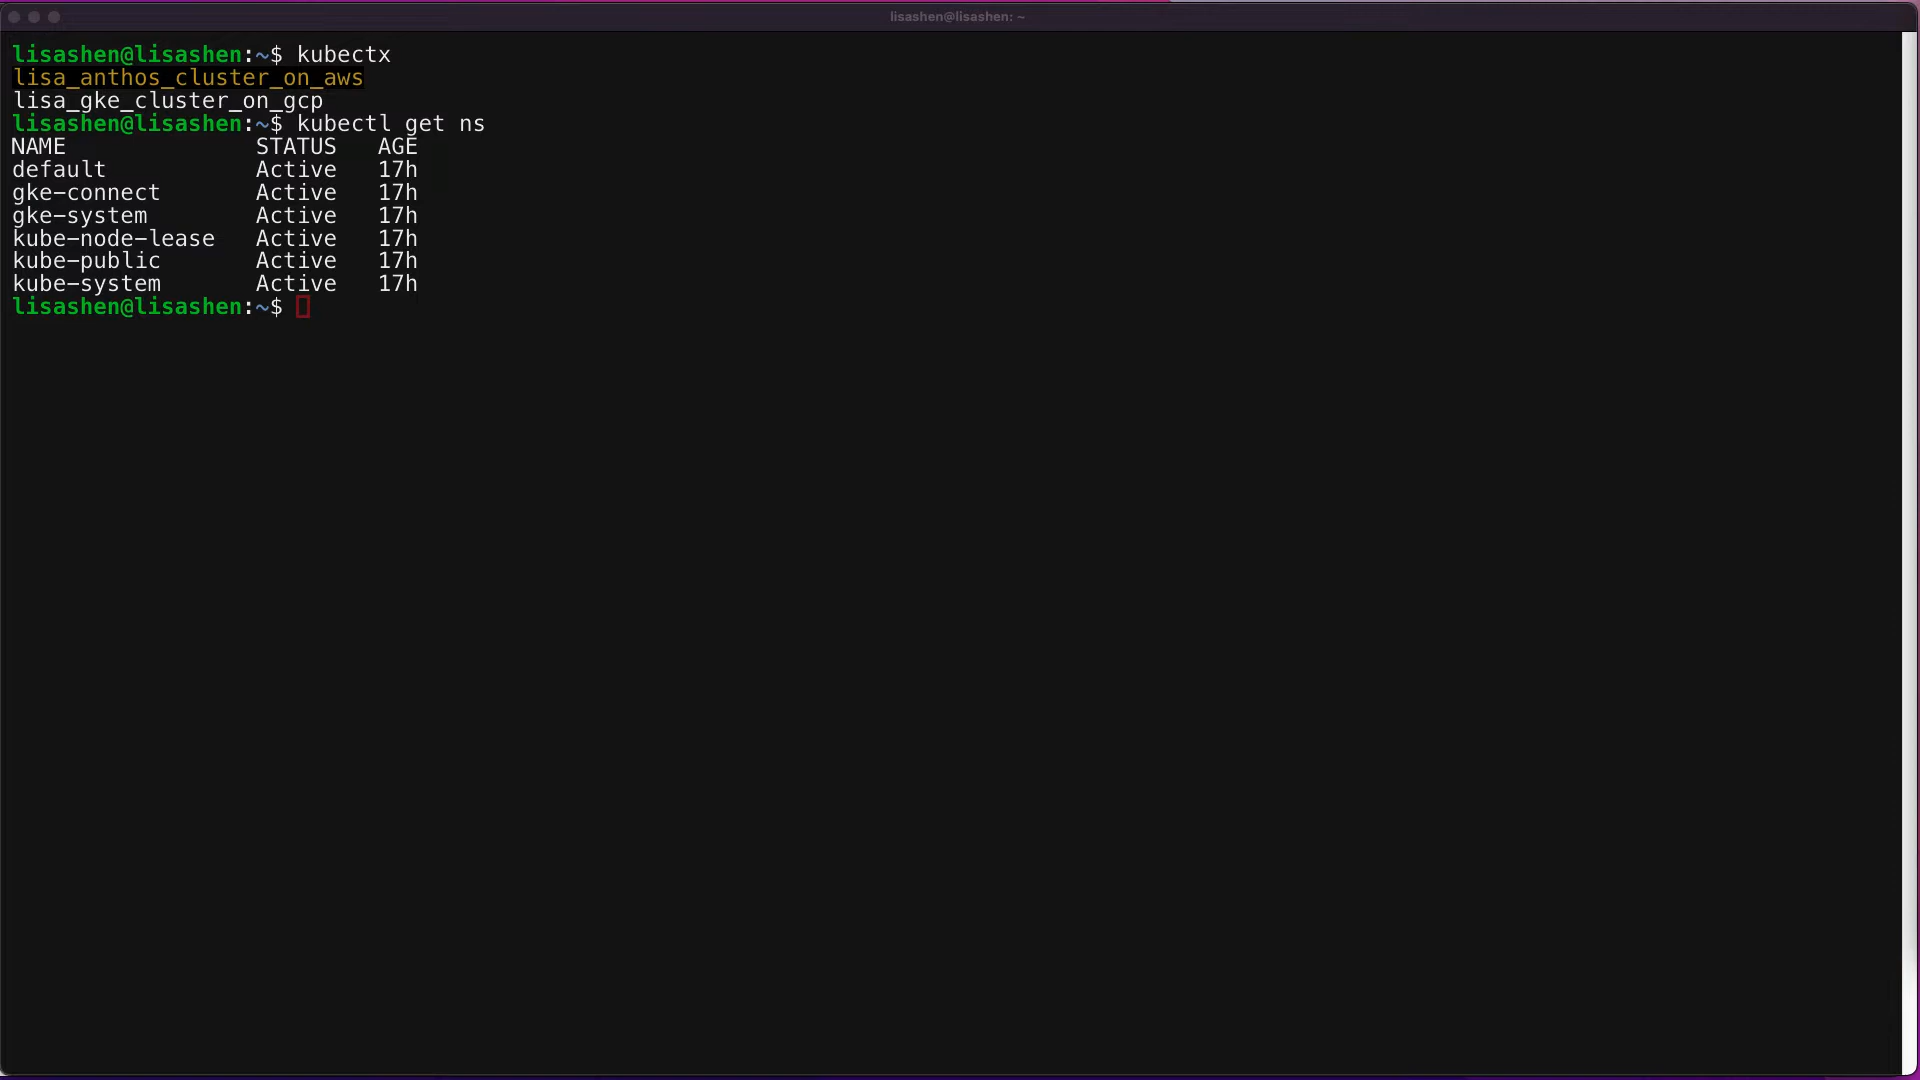 lisashen@lisashen: ~
lisashen@lisashen:~$ kubectx
lisa_anthos_cluster_on_aws
lisa_gke_cluster_on_gcp
lisashen@lisashen:~$ kubectl get ns
NAME              STATUS   AGE
default           Active   17h
gke-connect       Active   17h
gke-system        Active   17h
kube-node-lease   Active   17h
kube-public       Active   17h
kube-system       Active   17h
lisashen@lisashen:~$